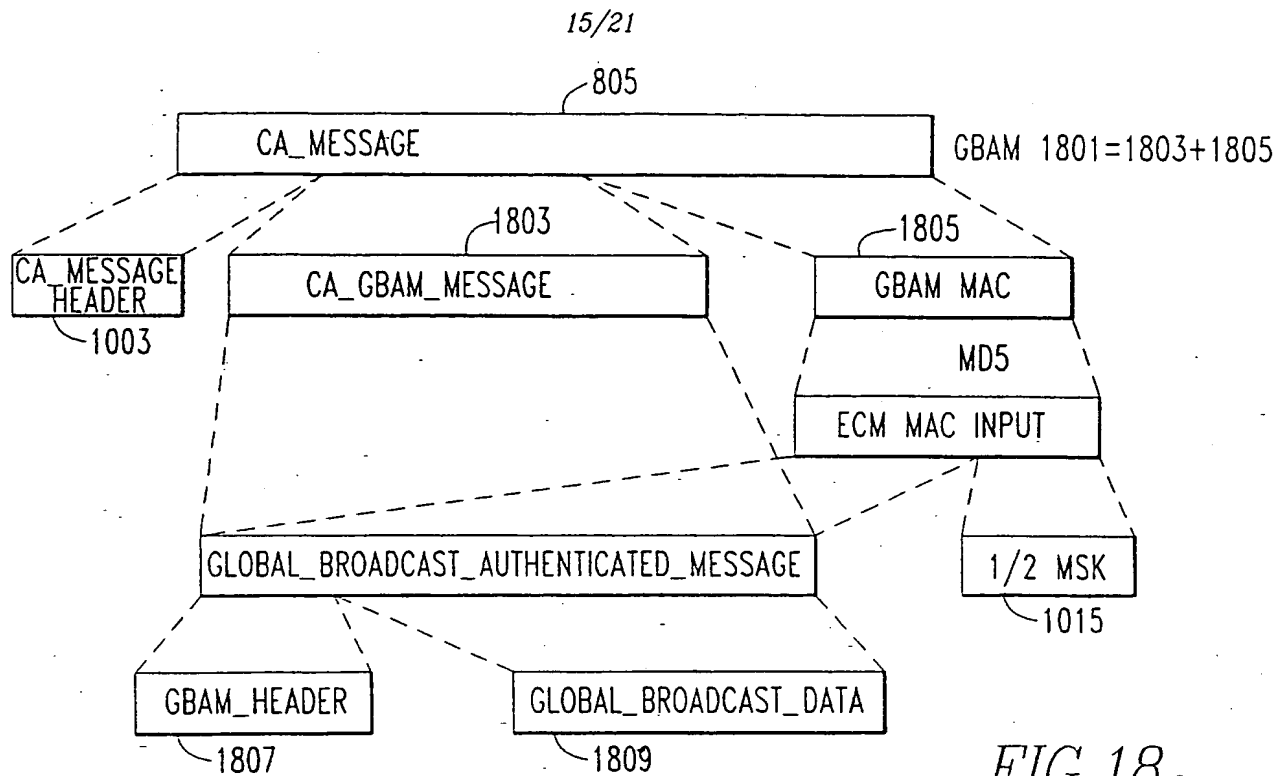 15/21
805
CA_MESSAGE
GBAM 1801=1803+1805
1803
1805
CA_MESSAGE
HEADER
CA_GBAM_MESSAGE
GBAM MAC
1003
MD5
ECM MAC INPUT
GLOBAL_BROADCAST_AUTHENTICATED_MESSAGE
1/2 MSK
1015
GBAM_HEADER
GLOBAL_BROADCAST_DATA
1807
1809
FIG. 18.